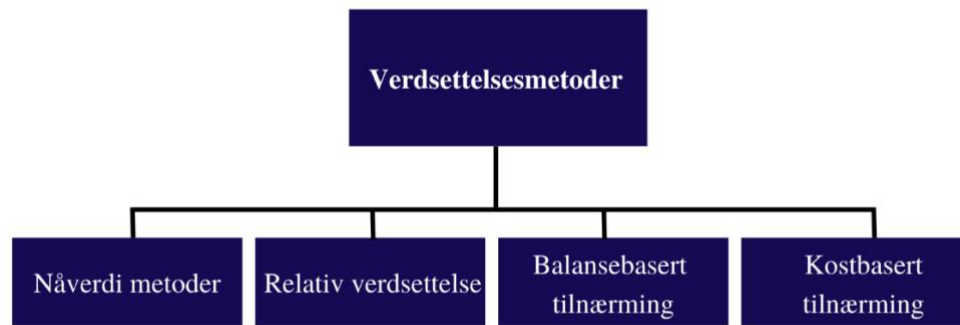 Verdsettelsesmetoder
Nåverdi metoder
Relativ verdsettelse
Balansebasert
tilnærming
Kostbasert
tilnærming